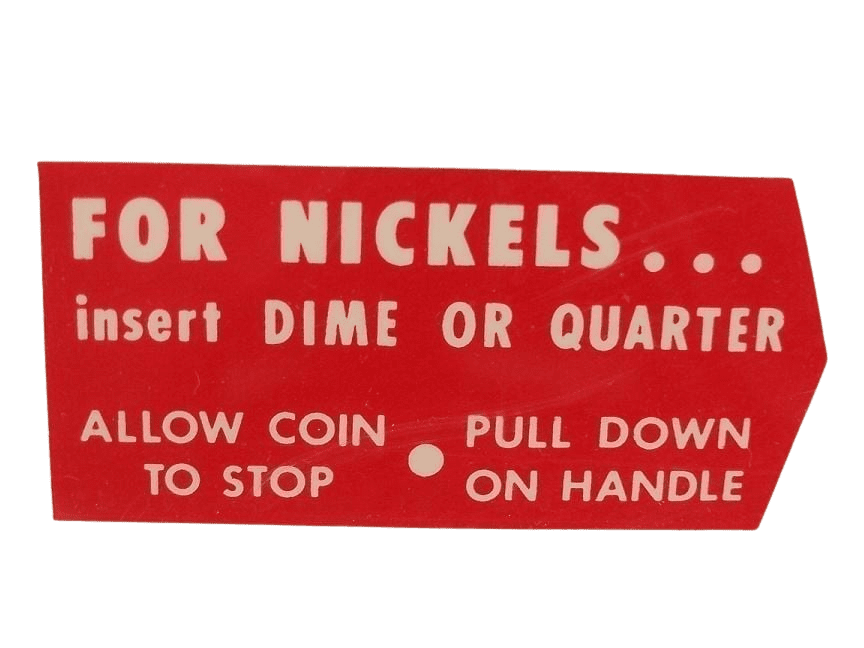 FOR NICKELS...
insert DIME OR QUARTER
ALLOW COIN
TO STOP
•
PULL DOWN
ON HANDLE